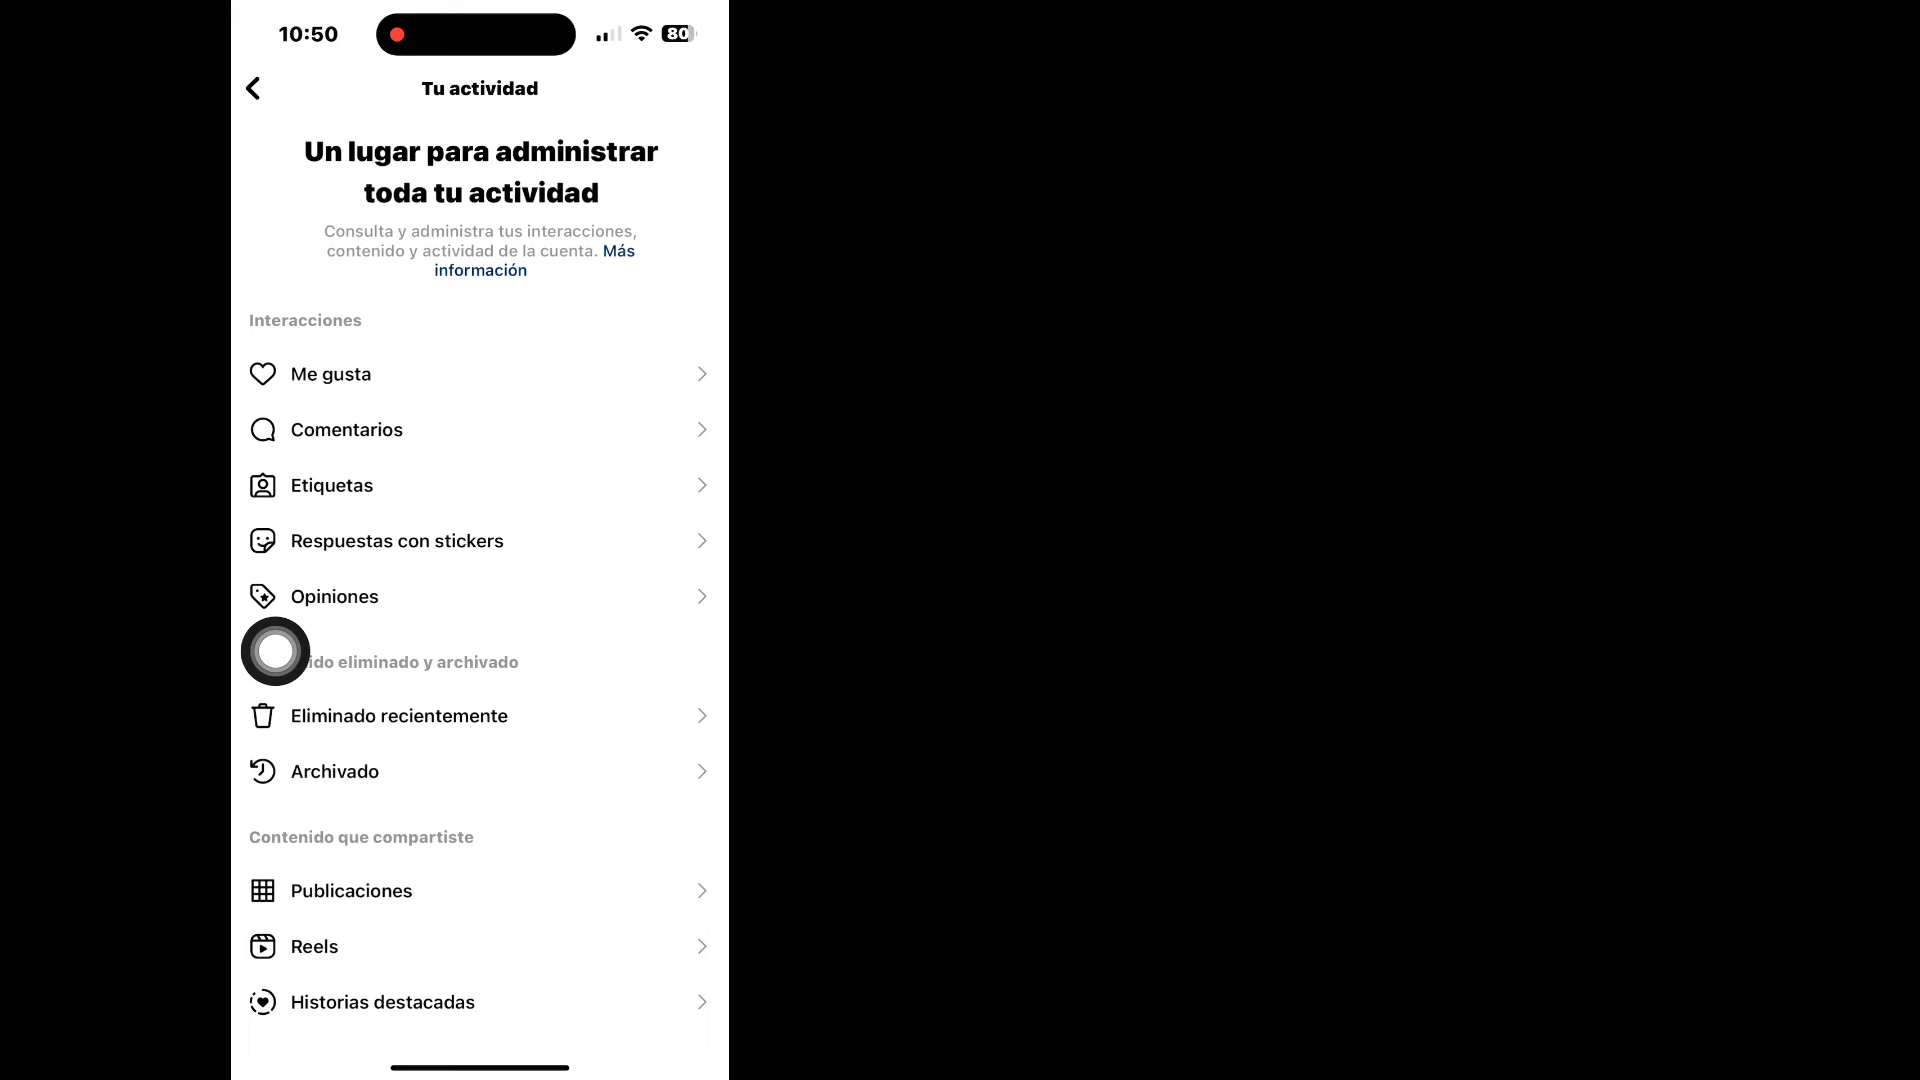 10:50
80
Tu actividad
Un lugar para administrar
toda tu actividad
Consulta y administra tus interacciones,
contenido y actividad de la cuenta. Más
información
Interacciones
Me gusta
Comentarios
Etiquetas
Respuestas con stickers
Opiniones
eliminado y archivado
Eliminado recientemente
Archivado
Contenido que compartiste
Publicaciones
Reels
Historias destacadas